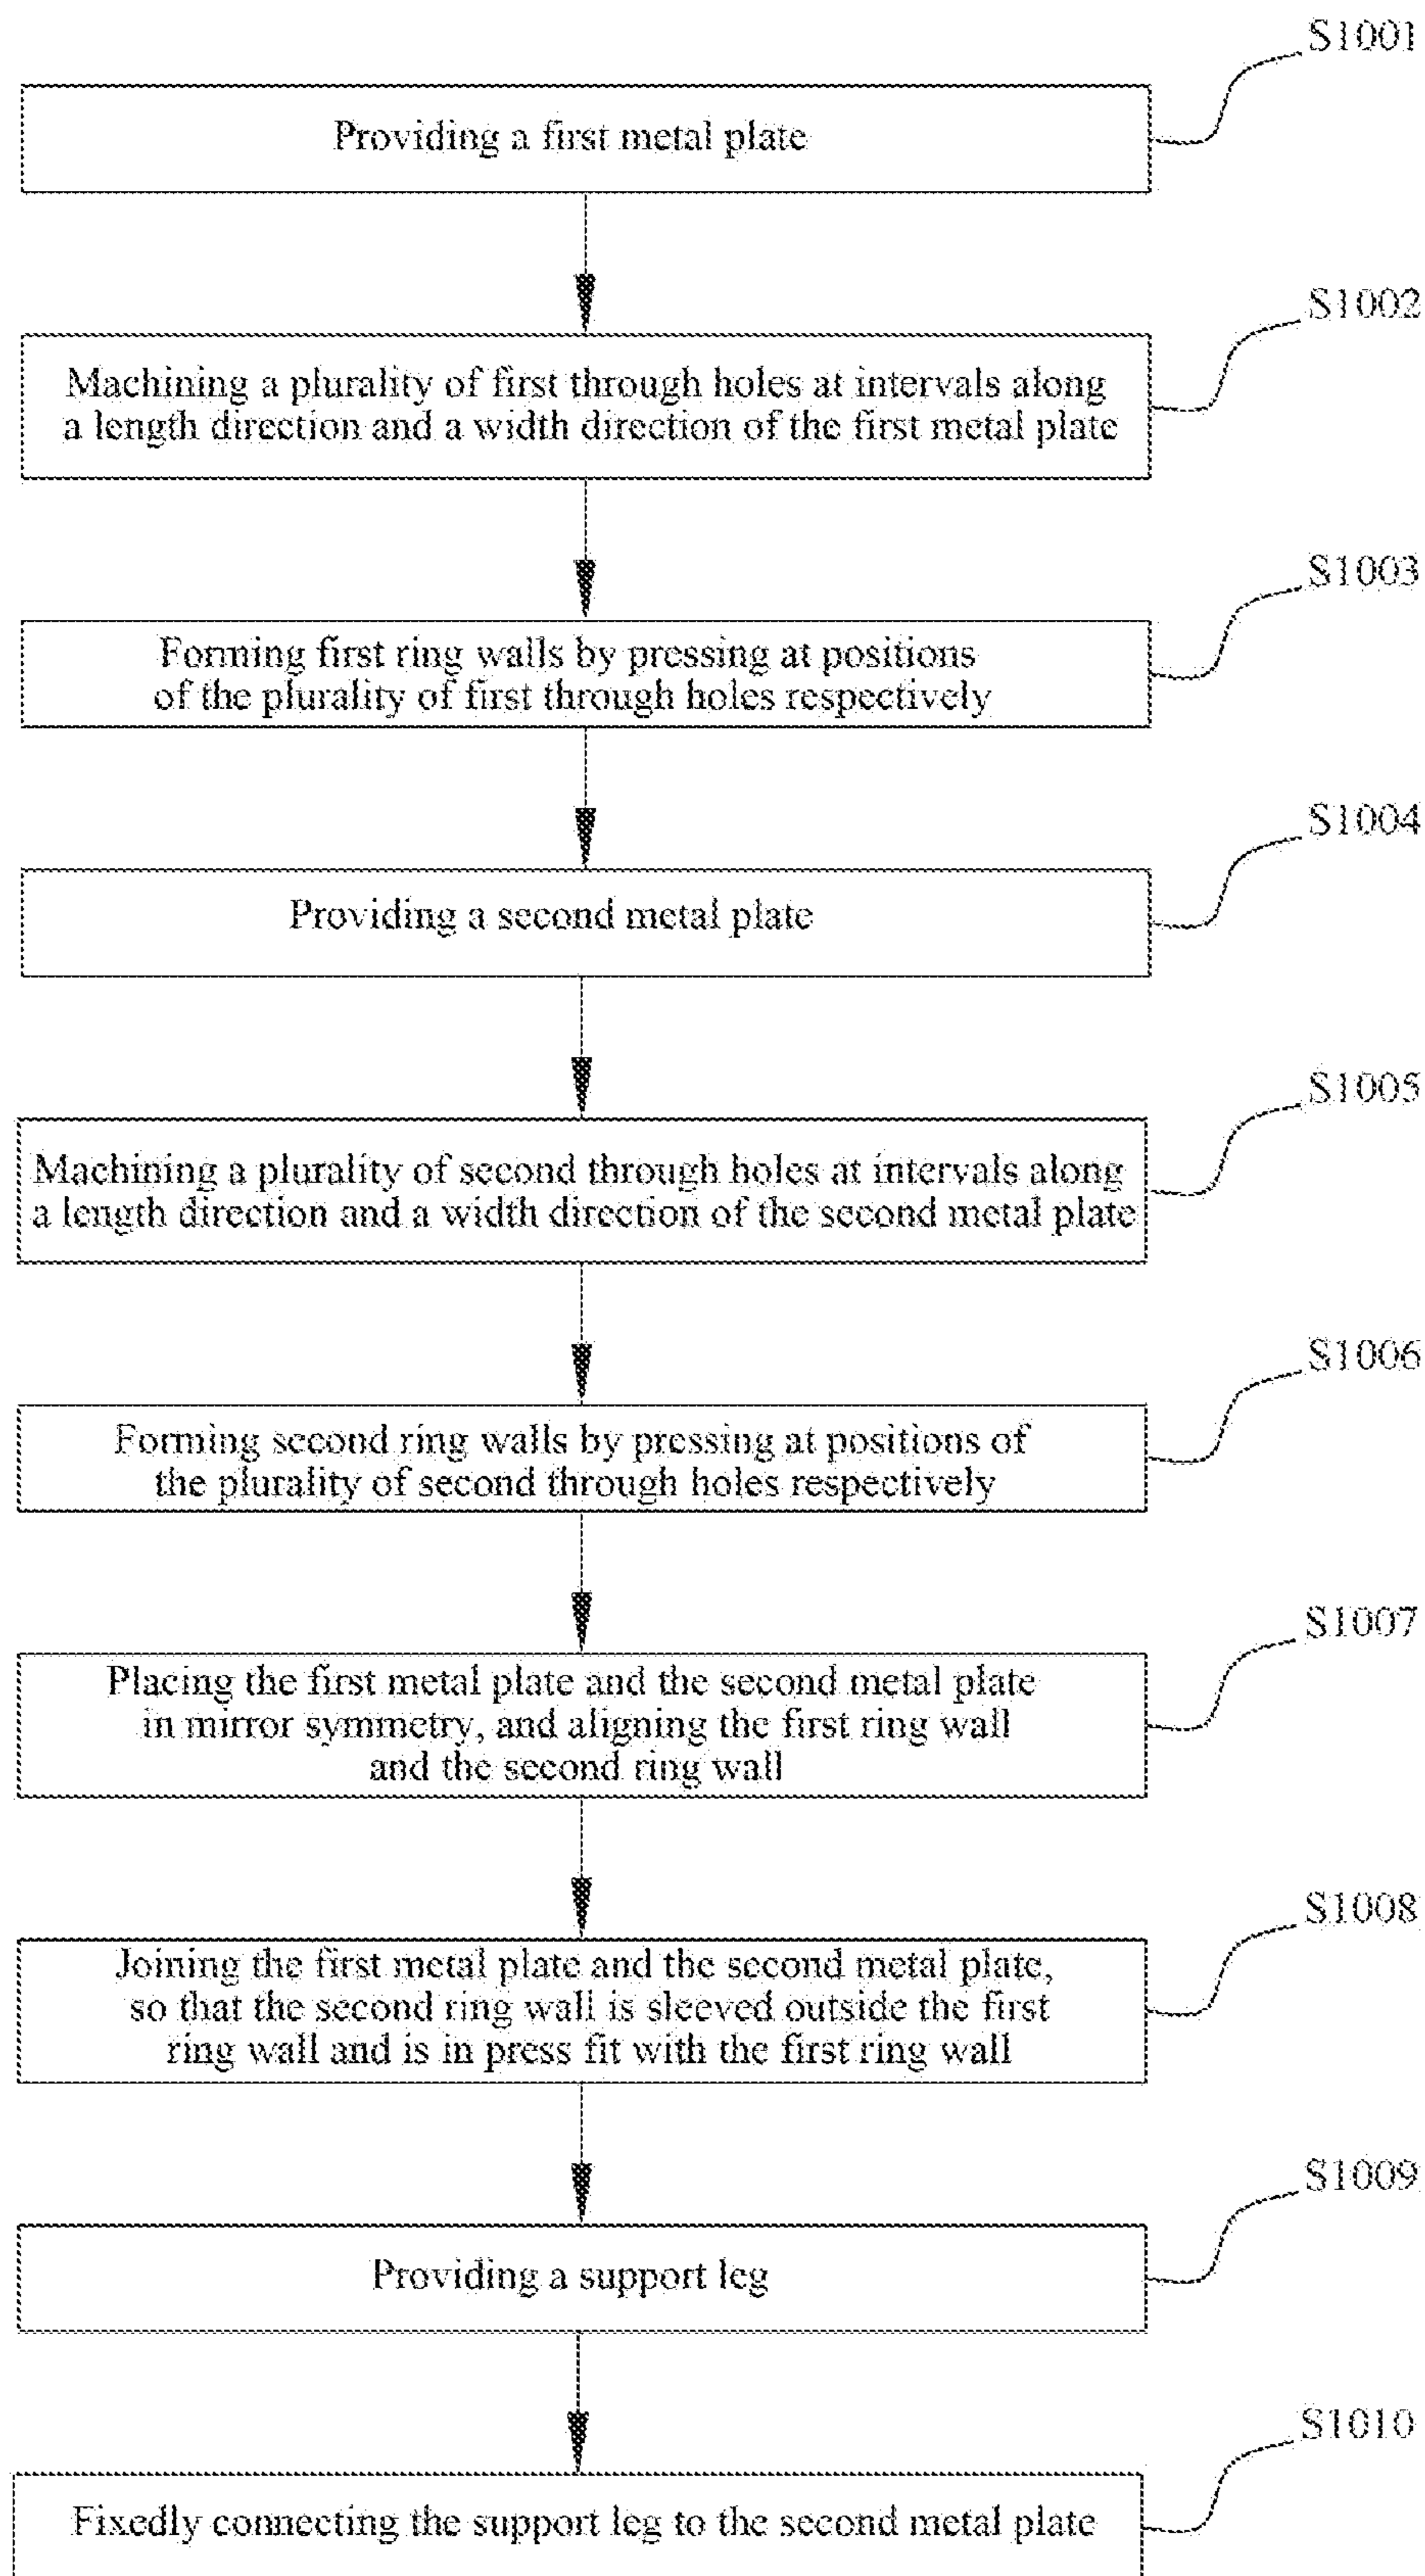 S1001
Providing a first metal plate
S1002
Machining a plurality of first through holes at intervals along
a length direction and a width direction of the first metal plate
S1003
Forming first ring walls by pressing at positions
of the plurality of first through holes respectively
S1004
Providing a second metal plate
S1005
Machining a plurality of second through holes at intervals along
a length direction and a width direction of the second metal plate
S1006
Forming second ring walls by pressing at positions of
the plurality of second through holes respectively
S1007
Placing the first metal plate and the second metal plate
in mirror symmetry, and aligning the first ring wall
and the second ring wall
S1008
Joining the first metal plate and the second metal plate,
so that the second ring wall is sleeved outside the first
ring wall and is in press fit with the first ring wall
S1009
Providing a support leg
S1010
Fixedly connecting the support leg to the second metal plate